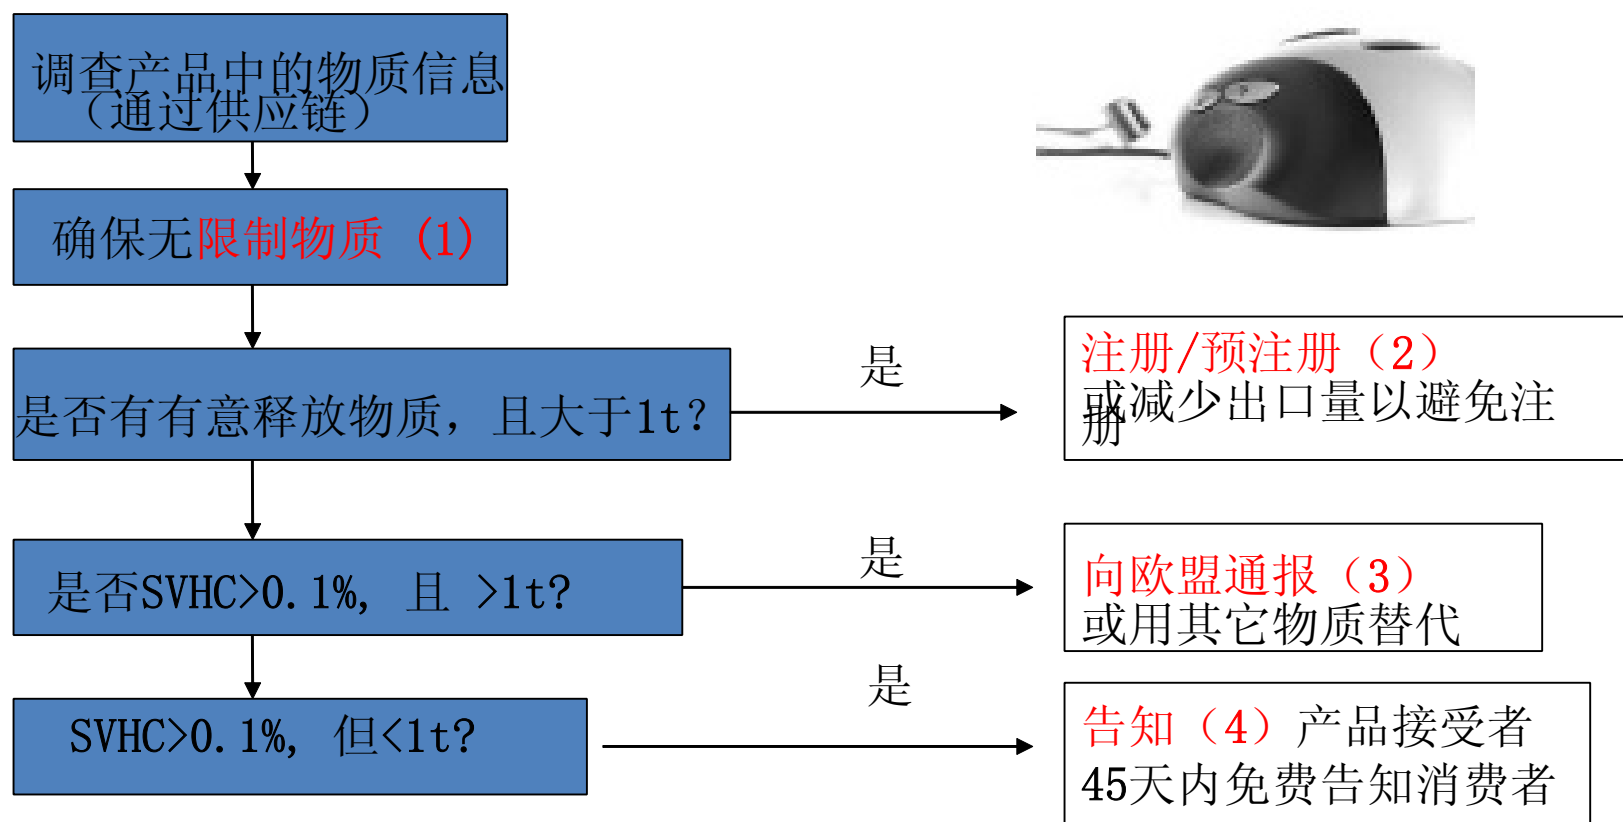 调查产品中的物质信息
（通过供应链）
确保无限制物质 (1)
是否有有意释放物质，且大于1t？
是
注册/预注册（2）
或减少出口量以避免注
册
是否SVHC>0.1%, 且 >1t?
是
向欧盟通报（3）
或用其它物质替代
SVHC>0.1%, 但<1t?
是
告知（4）产品接受者
45天内免费告知消费者